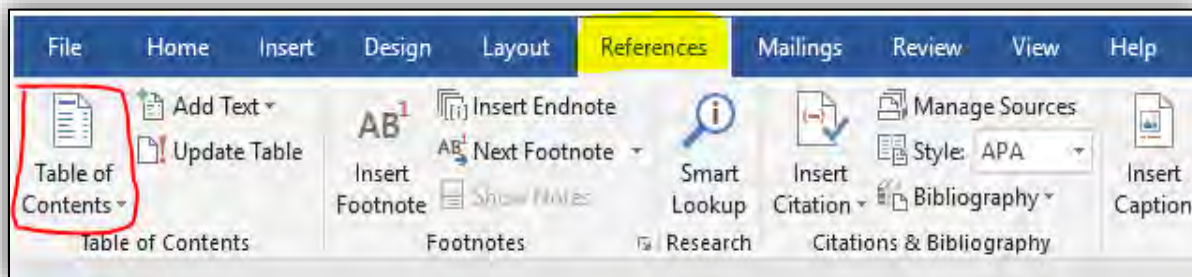 File Home Insert Design Layout References Mailings Review View Help
Add Text
Update Table
Table of
Contents
Table of Contents
AB1
Insert
Footnote
Insert Endnote
AB1 Next Footnote
Show Notes
Footnotes
Smart
Lookup
Research
Insert
Citation
Manage Sources
Style: APA
Bibliography
Citations & Bibliography
Insert
Caption